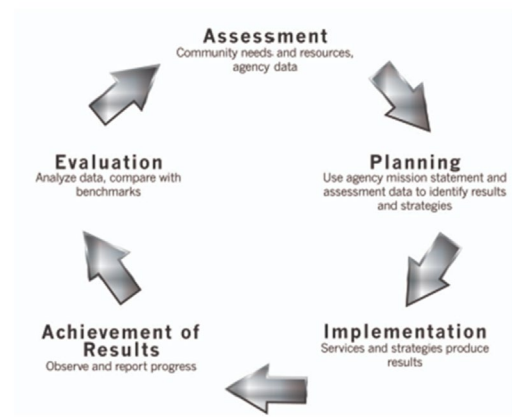 Assessment
Community needs and resources,
agency data
Planning
Use agency mission statement and
assessment data to identify results
and strategies
Implementation
Services and strategies produce
results
Achievement of
Results
Observe and report progress
Evaluation
Analyze data, compare with
benchmarks